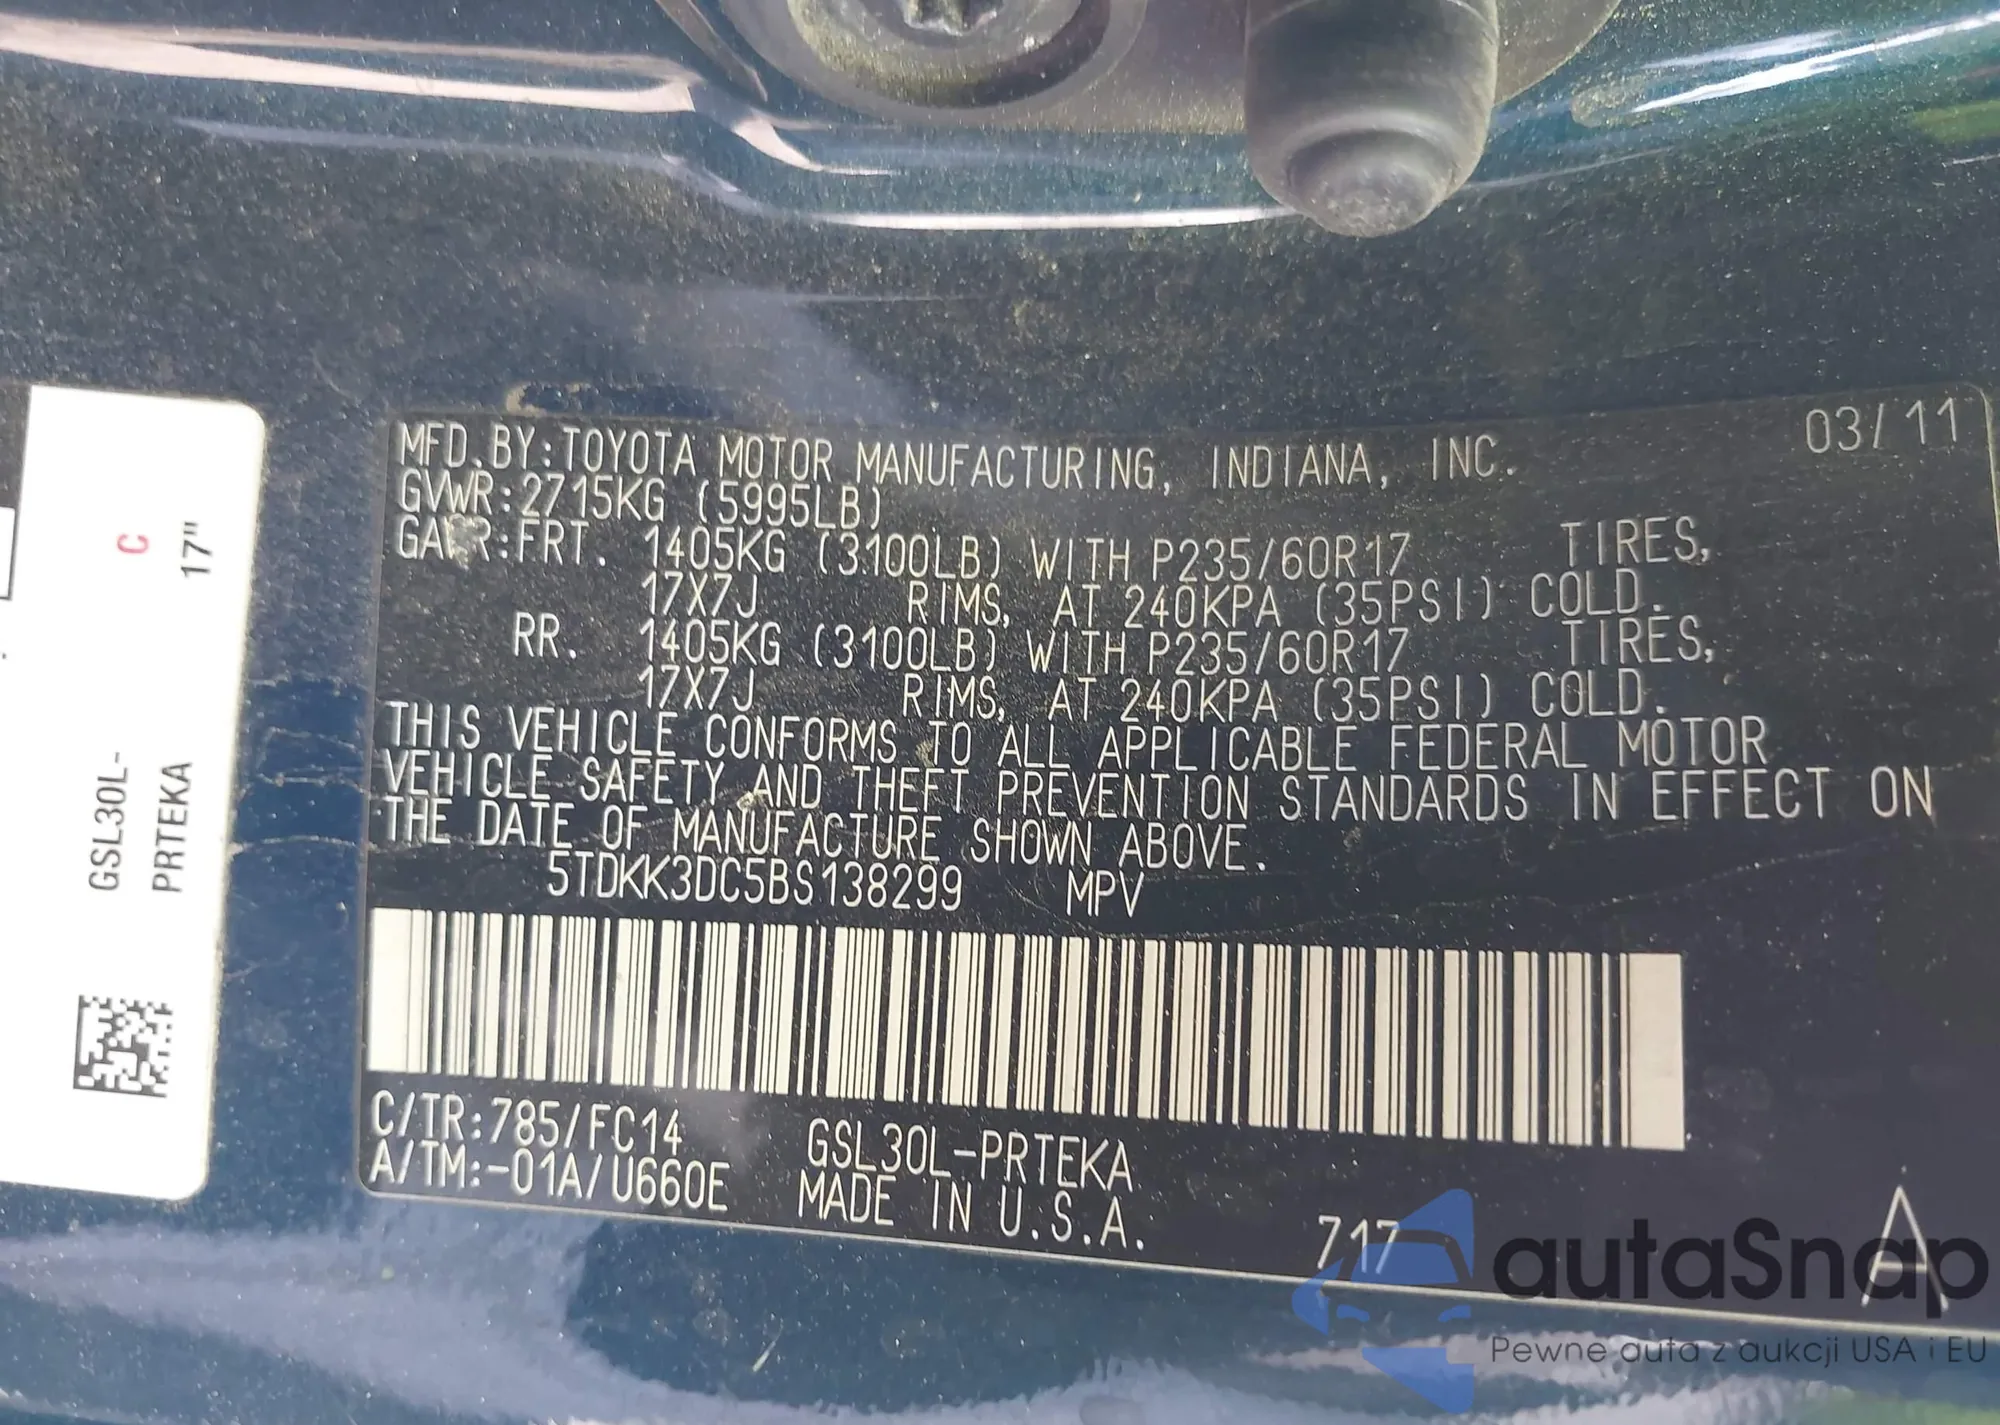 03/11
MFD.BY:TOYOTA MOTOR MANUFACTURING, INDIANA, INC.
GVWR:2715KG (5995LB)
GAWR:FRT. 1405KG (3100LB) WITH P235/60R17 TIRES,
17X7J RIMS, AT 240KPA (35PSI) COLD.
RR. 1405KG (3100LB) WITH P235/60R17 TIRES,
17X7J RIMS, AT 240KPA (35PSI) COLD.
THIS VEHICLE CONFORMS TO ALL APPLICABLE FEDERAL MOTOR
VEHICLE SAFETY AND THEFT PREVENTION STANDARDS IN EFFECT ON
THE DATE OF MANUFACTURE SHOWN ABOVE.
5TDKK3DC5BS138299 MPV
C/TR:785/FC14 GSL30L-PRTEKA
A/TM:-01A/U660E MADE IN U.S.A.
717 A
C
17"
GSL30L-
PRTEKA
autaSnap
Pewne auta z aukcji USA i EU